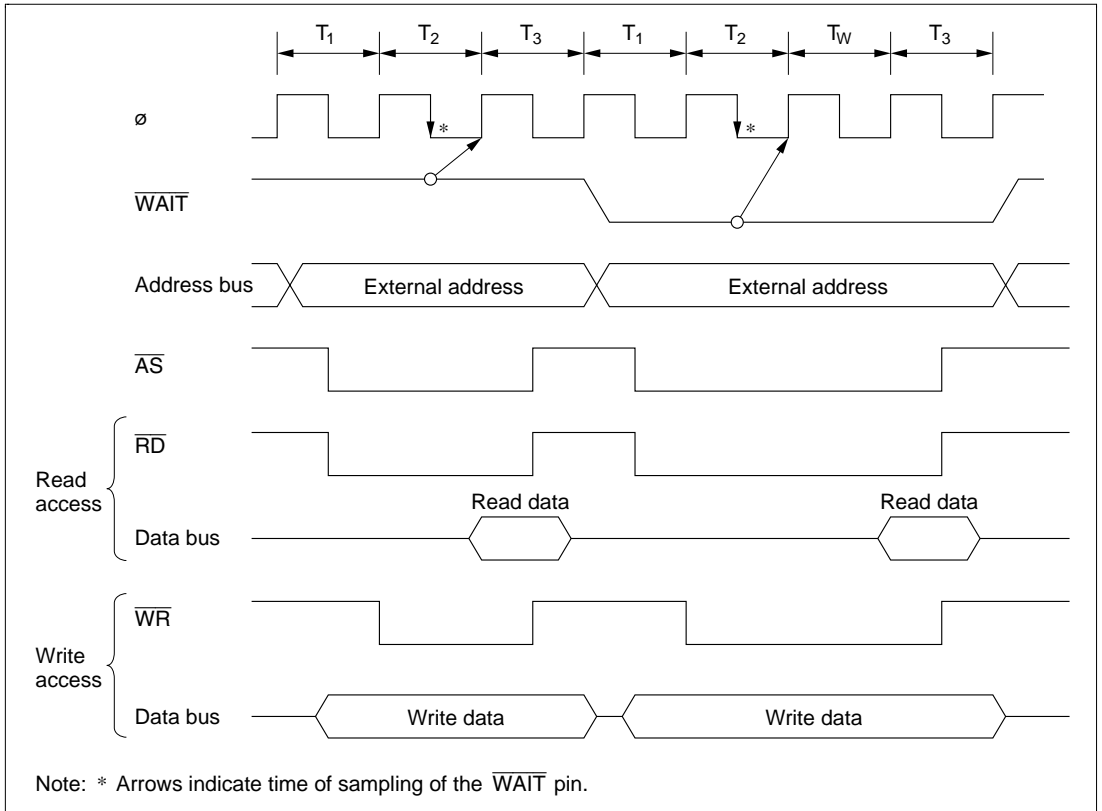 T1 T2 T3 T1 T2 TW T3
ø
* *
WAIT
Address bus External address External address
AS
RD
Read access
Read data Read data
Data bus
WR
Write access
Data bus Write data Write data
Note: * Arrows indicate time of sampling of the WAIT pin.